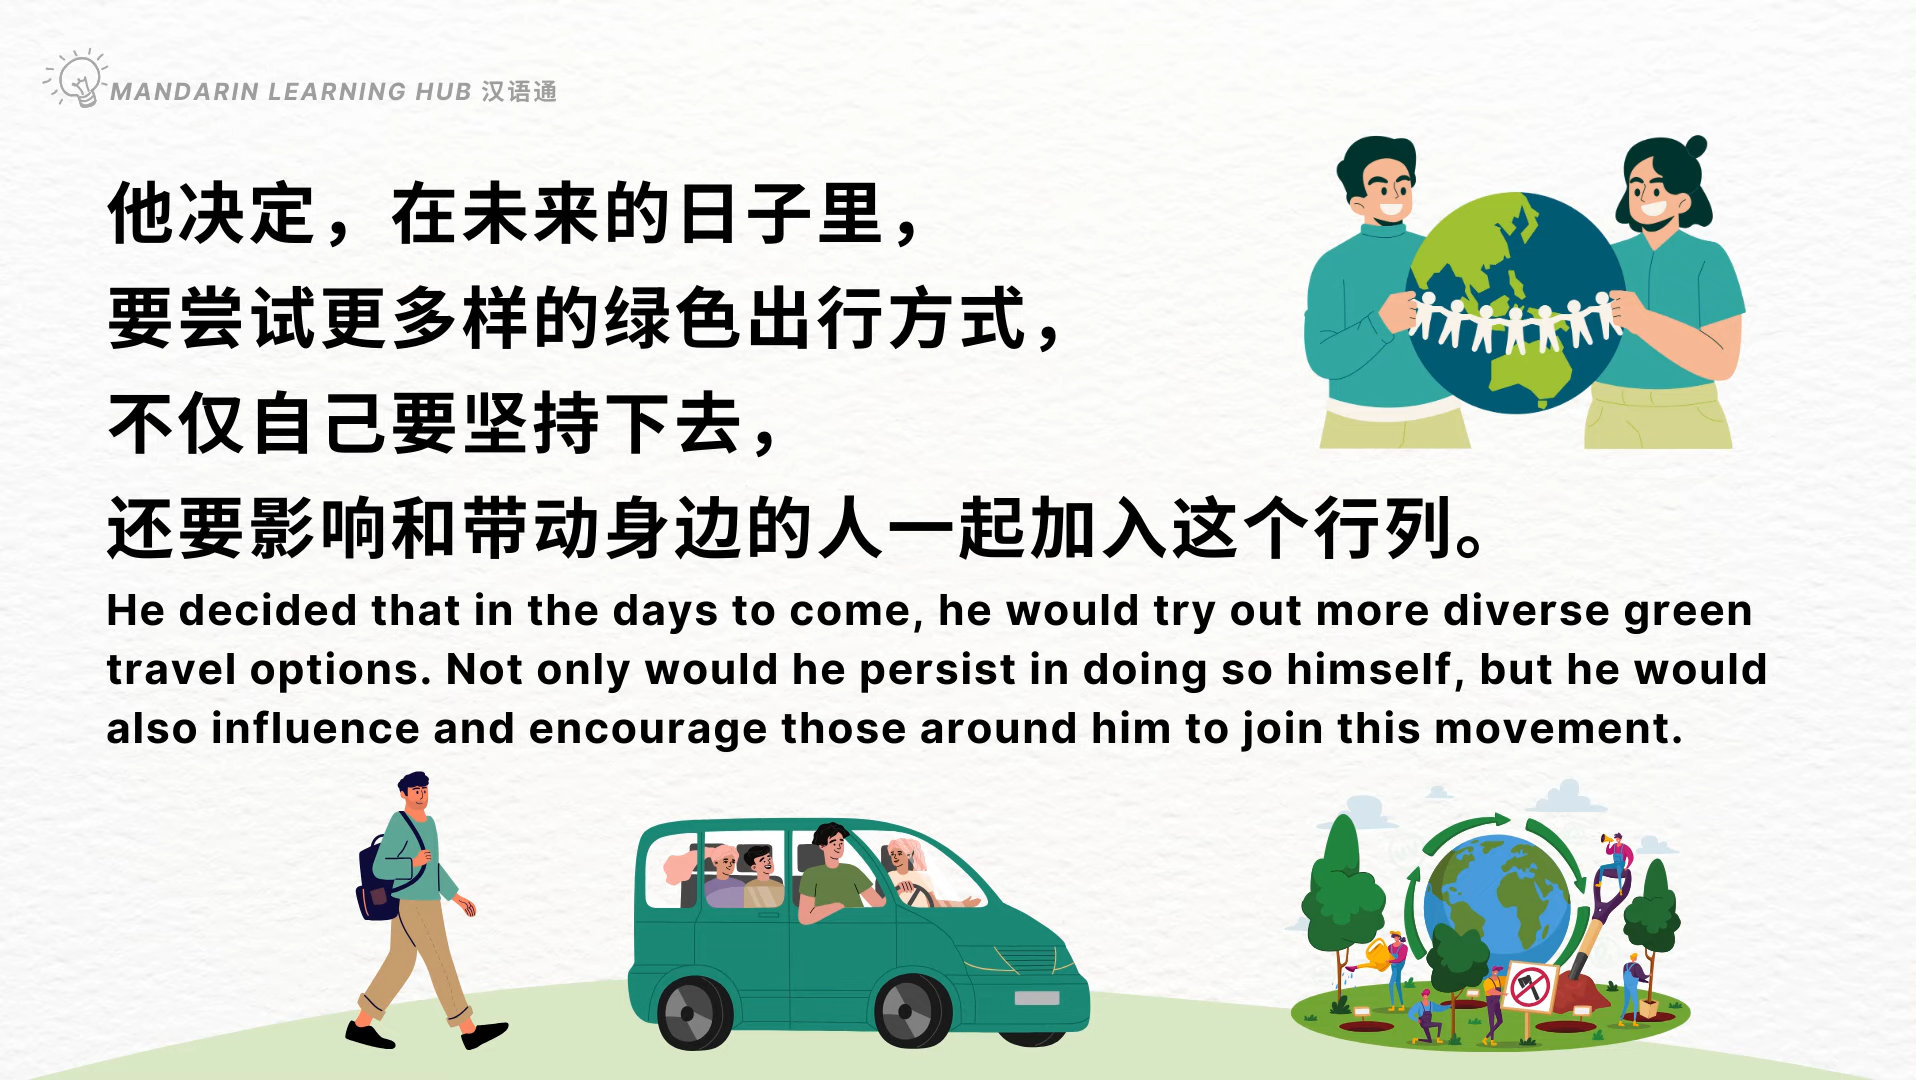 MANDARIN LEARNING HUB 汉语通
他决定，在未来的日子里，
要尝试更多样的绿色出行方式，
不仅自己要坚持下去，
还要影响和带动身边的人一起加入这个行列。
He decided that in the days to come, he would try out more diverse green
travel options. Not only would he persist in doing so himself, but he would
also influence and encourage those around him to join this movement.